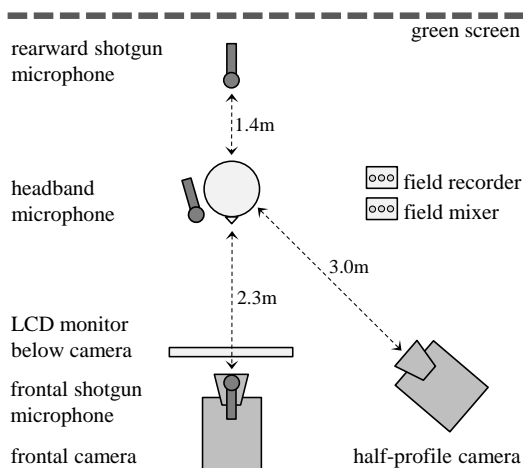 green screen
rearward shotgun
microphone
1.4m
headband
microphone
field recorder
field mixer
3.0m
2.3m
LCD monitor
below camera
frontal shotgun
microphone
frontal camera
half-profile camera